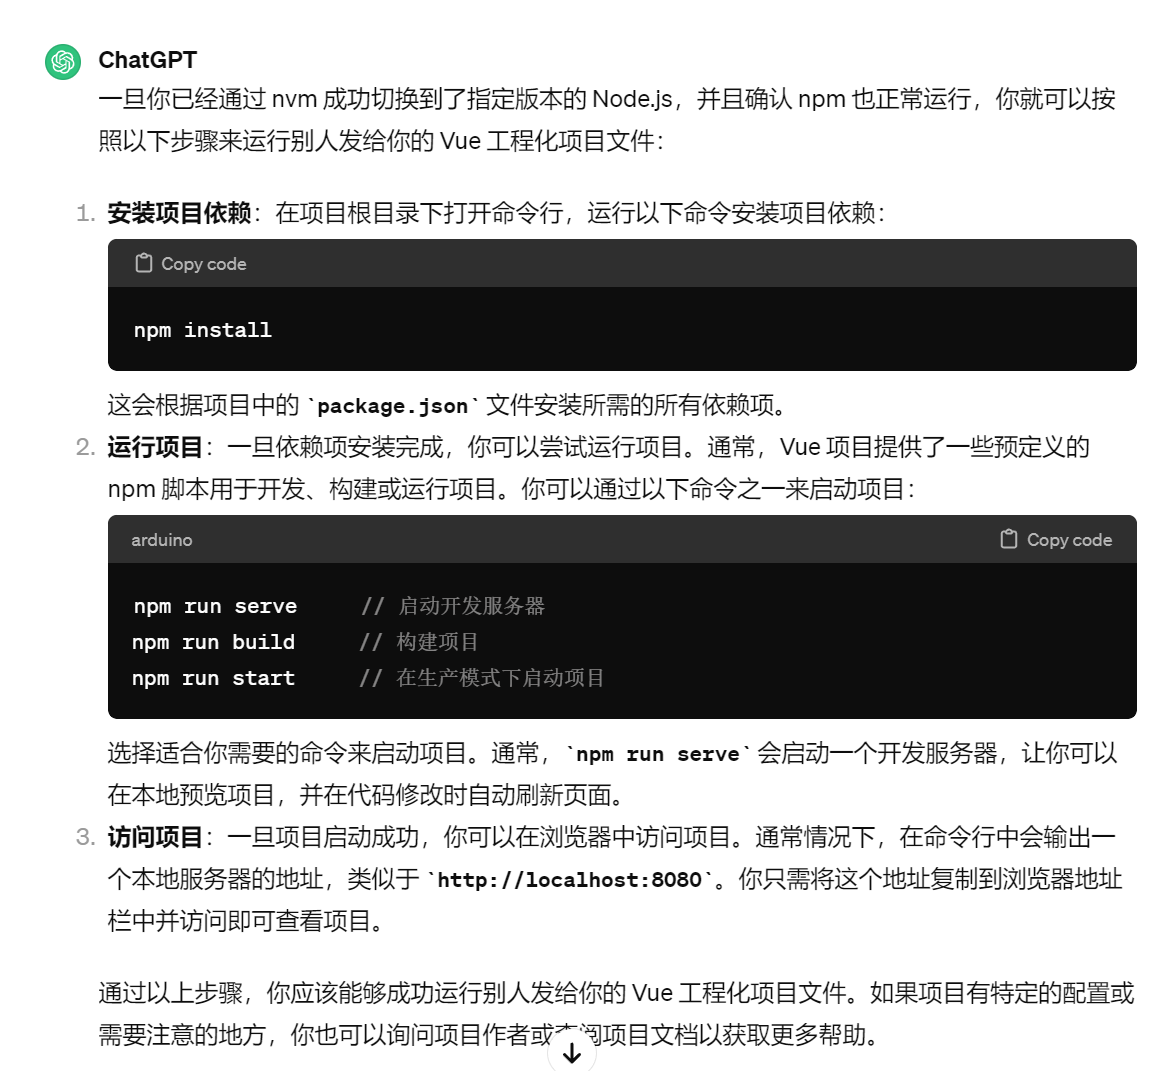 ChatGPT
一旦你已经通过 nvm 成功切换到了指定版本的 Node.js，并且确认 npm 也正常运行，你就可以按
照以下步骤来运行别人发给你的 Vue 工程化项目文件：
1. 安装项目依赖：在项目根目录下打开命令行，运行以下命令安装项目依赖：
Copy code
npm install
这会根据项目中的 `package.json` 文件安装所需的所有依赖项。
2. 运行项目：一旦依赖项安装完成，你可以尝试运行项目。通常，Vue 项目提供了一些预定义的
npm 脚本用于开发、构建或运行项目。你可以通过以下命令之一来启动项目：
arduino Copy code
npm run serve // 启动开发服务器
npm run build // 构建项目
npm run start // 在生产模式下启动项目
选择适合你需要的命令来启动项目。通常，`npm run serve` 会启动一个开发服务器，让你可以
在本地预览项目，并在代码修改时自动刷新页面。
3. 访问项目：一旦项目启动成功，你可以在浏览器中访问项目。通常情况下，在命令行中会输出一
个本地服务器的地址，类似于 `http://localhost:8080`。你只需将这个地址复制到浏览器地址
栏中并访问即可查看项目。
通过以上步骤，你应该能够成功运行别人发给你的 Vue 工程化项目文件。如果项目有特定的配置或
需要注意的地方，你也可以询问项目作者或查阅项目文档以获取更多帮助。